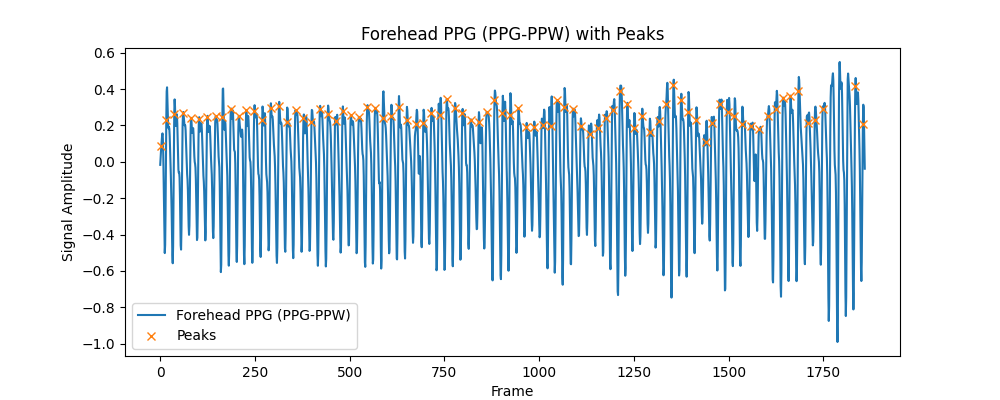 Forehead PPG (PPG-PPW) with Peaks
0.6
0.4
0.2
0.0
−0.2
−0.4
−0.6
−0.8
−1.0
Signal Amplitude
Forehead PPG (PPG-PPW)
Peaks
0 250 500 750 1000 1250 1500 1750
Frame